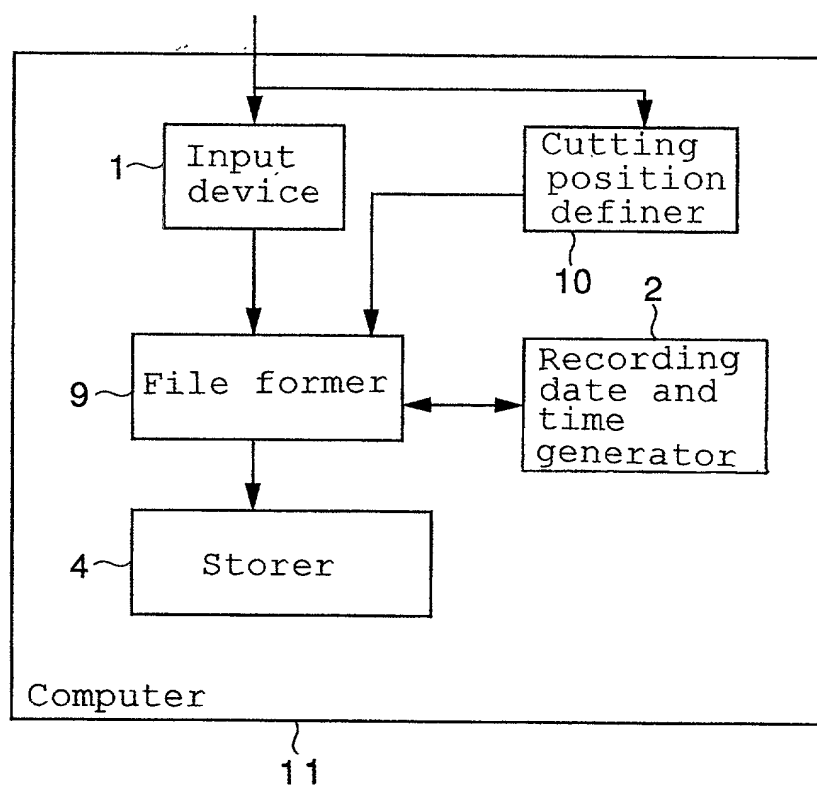 1
Input
device
Cutting
position
definer
10
2
9
File former
Recording
date and
time
generator
4
Storer
Computer
11